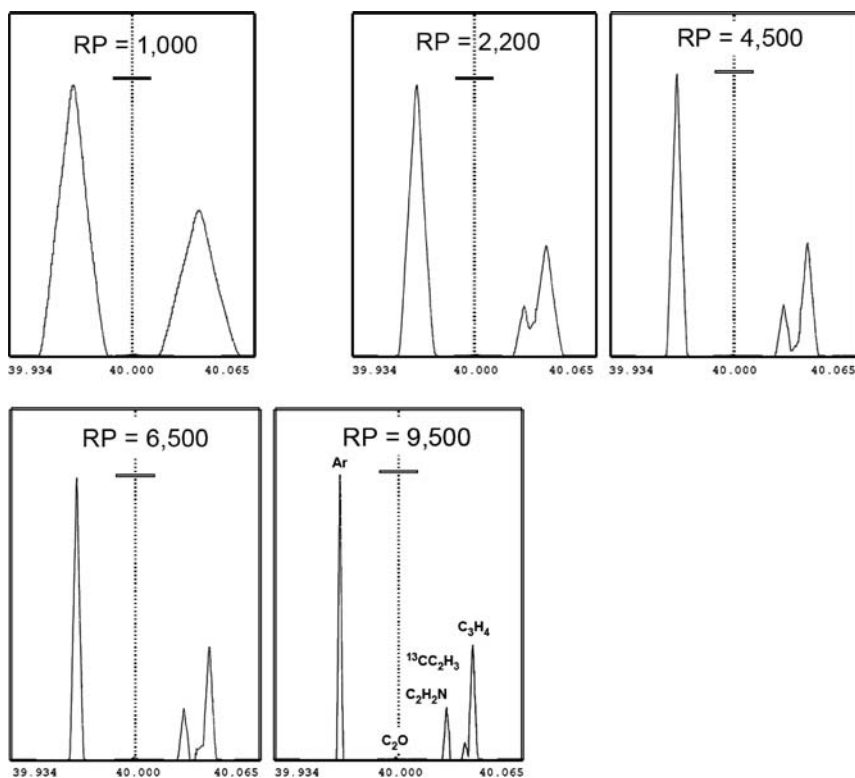 RP = 1,000
39.934 40.000 40.065
RP = 2,200
39.934 40.000 40.065
RP = 4,500
39.934 40.000 40.065
RP = 6,500
39.934 40.000 40.065
RP = 9,500
Ar
C₃H₄
¹³CC₂H₃
C₂H₂N
C₂O
39.934 40.000 40.065